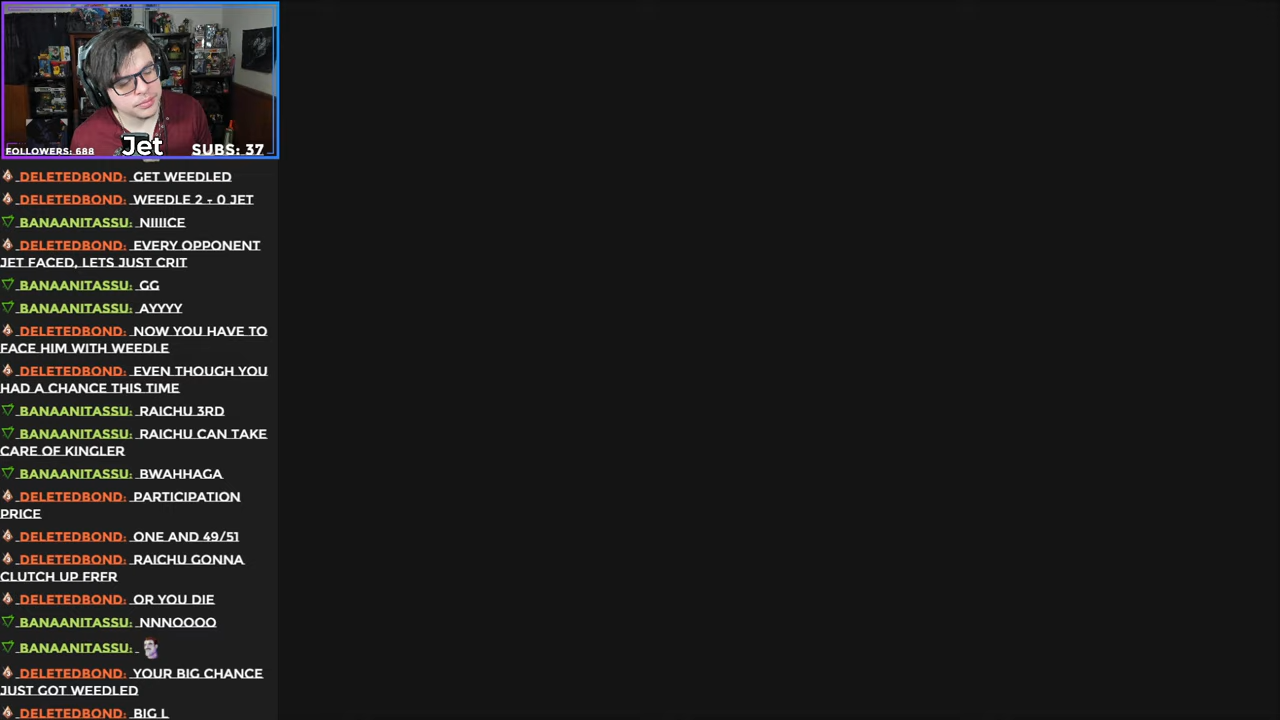 FOLLOWERS: 688
Jet
SUBS: 37
DELETEDBOND: GET WEEDLED
DELETEDBOND: WEEDLE 2 - 0 JET
BANAANITASSU: NIIIICE
DELETEDBOND: EVERY OPPONENT
JET FACED, LETS JUST CRIT
BANAANITASSU: GG
BANAANITASSU: AYYYY
DELETEDBOND: NOW YOU HAVE TO
FACE HIM WITH WEEDLE
DELETEDBOND: EVEN THOUGH YOU
HAD A CHANCE THIS TIME
BANAANITASSU: RAICHU 3RD
BANAANITASSU: RAICHU CAN TAKE
CARE OF KINGLER
BANAANITASSU: BWAHHAGA
DELETEDBOND: PARTICIPATION
PRICE
DELETEDBOND: ONE AND 49/51
DELETEDBOND: RAICHU GONNA
CLUTCH UP FRFR
DELETEDBOND: OR YOU DIE
BANAANITASSU: NNNOOOO
BANAANITASSU:
DELETEDBOND: YOUR BIG CHANCE
JUST GOT WEEDLED
DELETEDBOND: BIG L